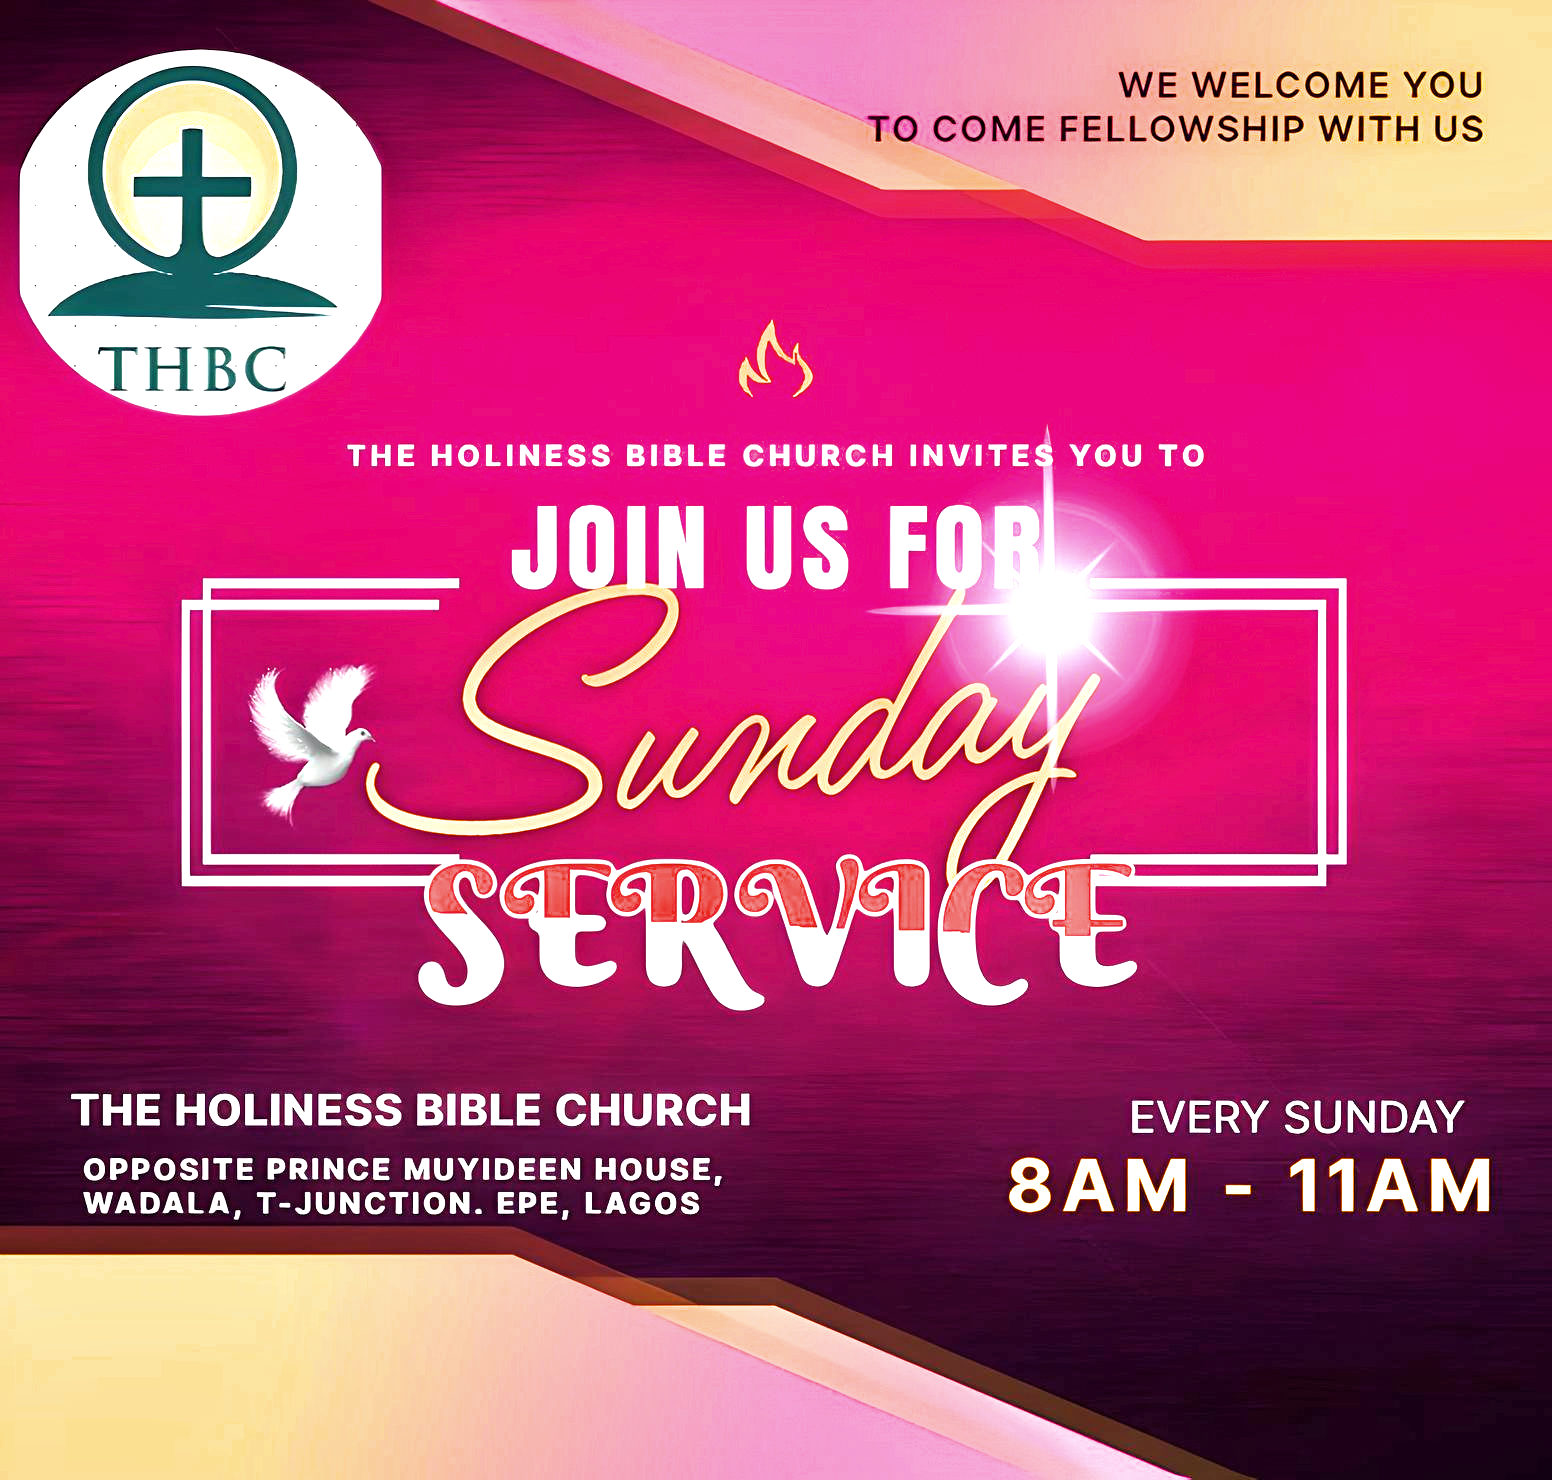 WE WELCOME YOU
TO COME FELLOWSHIP WITH US
THBC
THE HOLINESS BIBLE CHURCH INVITES YOU TO
JOIN US FOR
Sunday
SERVICE
THE HOLINESS BIBLE CHURCH
OPPOSITE PRINCE MUYIDEEN HOUSE,
WADALA, T-JUNCTION. EPE, LAGOS
EVERY SUNDAY
8AM - 11AM